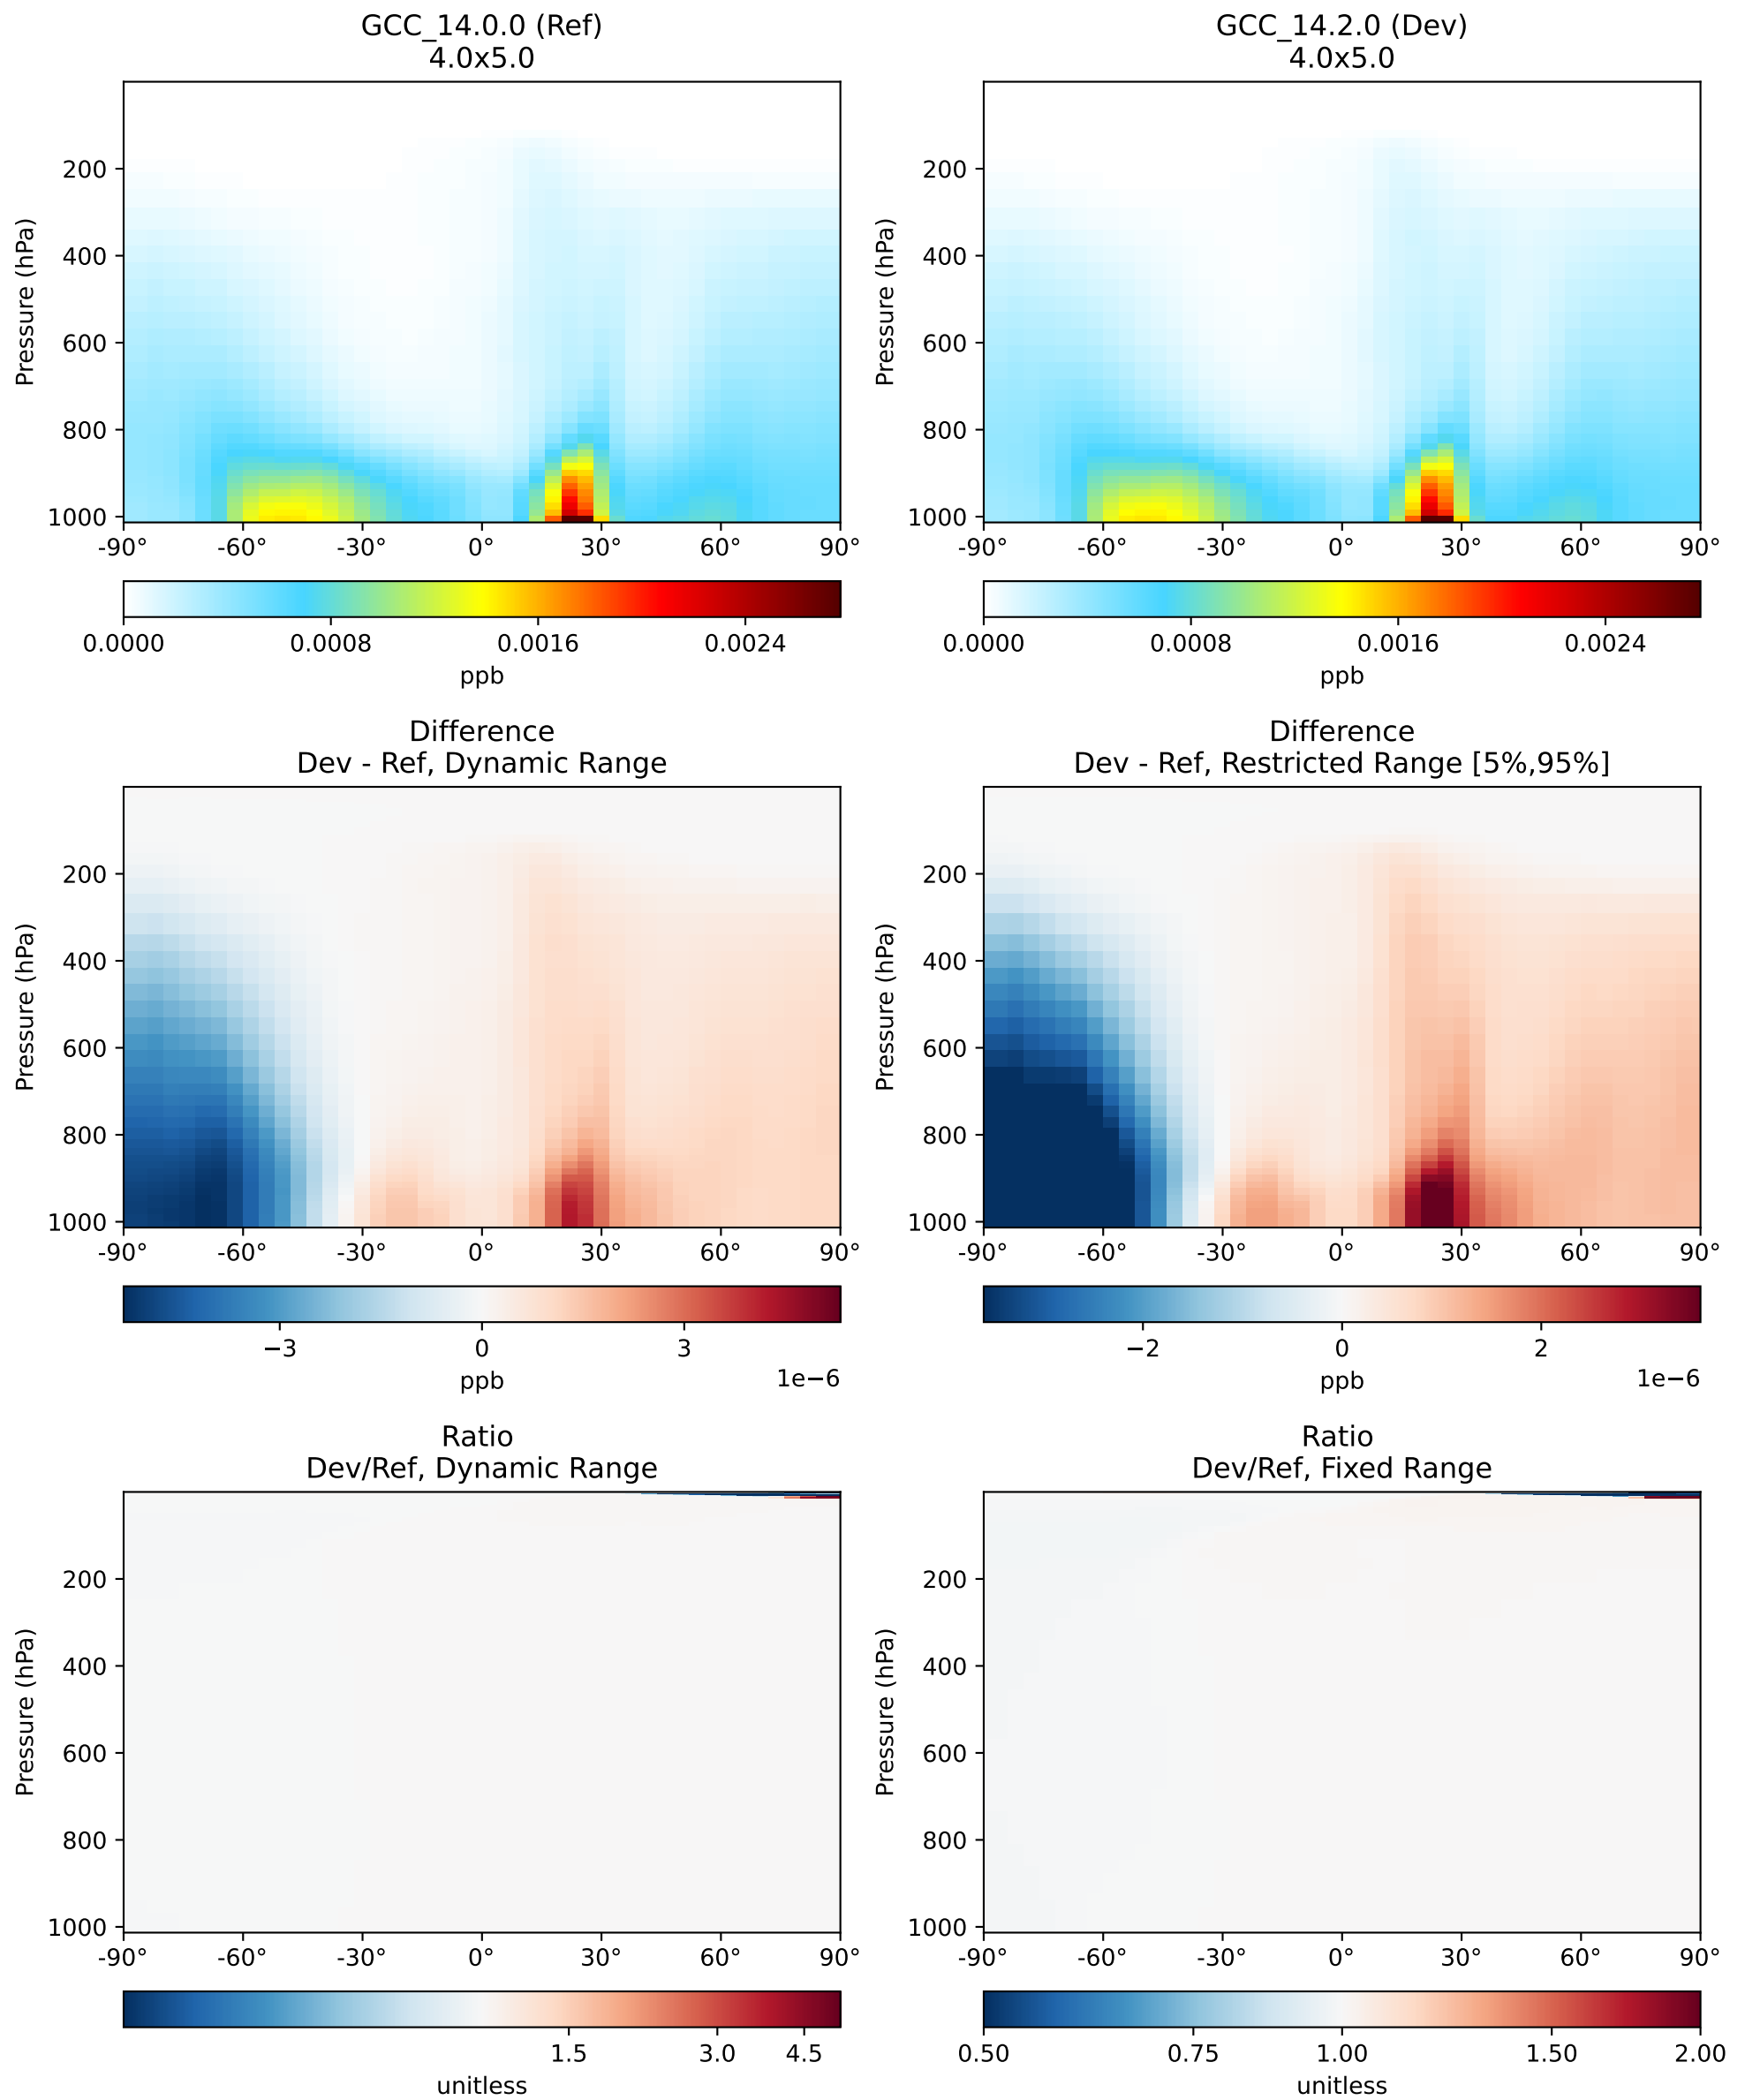 GCC_14.0.0 (Ref)
4.0x5.0
Pressure (hPa)
200
400
600
800
1000
-90° -60° -30° 0° 30° 60° 90°
0.0000 0.0008 0.0016 0.0024
ppb
GCC_14.2.0 (Dev)
4.0x5.0
Pressure (hPa)
200
400
600
800
1000
-90° -60° -30° 0° 30° 60° 90°
0.0000 0.0008 0.0016 0.0024
ppb
Difference
Dev - Ref, Dynamic Range
Pressure (hPa)
200
400
600
800
1000
-90° -60° -30° 0° 30° 60° 90°
−3 0 3
ppb 1e−6
Difference
Dev - Ref, Restricted Range [5%,95%]
Pressure (hPa)
200
400
600
800
1000
-90° -60° -30° 0° 30° 60° 90°
−2 0 2
ppb 1e−6
Ratio
Dev/Ref, Dynamic Range
Pressure (hPa)
200
400
600
800
1000
-90° -60° -30° 0° 30° 60° 90°
1.5 3.0 4.5
unitless
Ratio
Dev/Ref, Fixed Range
Pressure (hPa)
200
400
600
800
1000
-90° -60° -30° 0° 30° 60° 90°
0.50 0.75 1.00 1.50 2.00
unitless